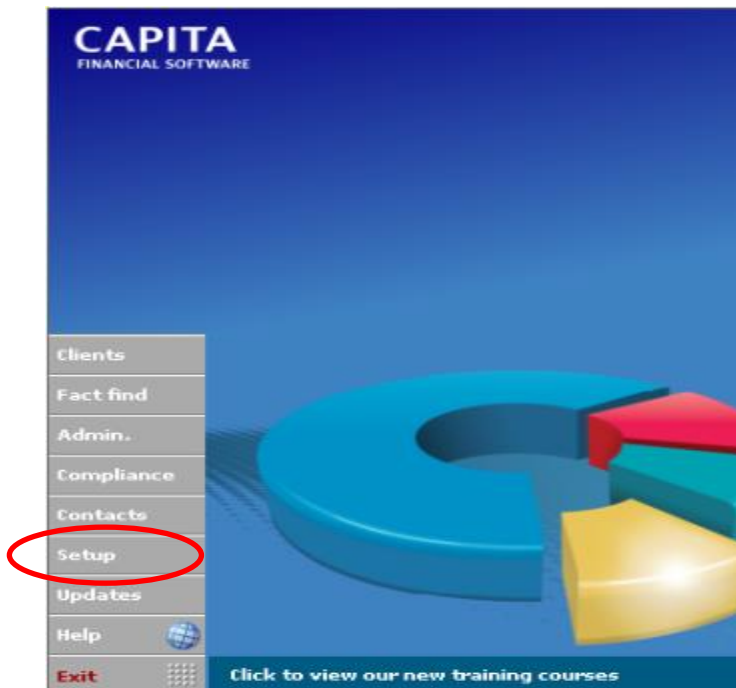 CAPITA
FINANCIAL SOFTWARE
Clients
Fact find
Admin.
Compliance
Contacts
Setup
Updates
Help
Exit
Click to view our new training courses